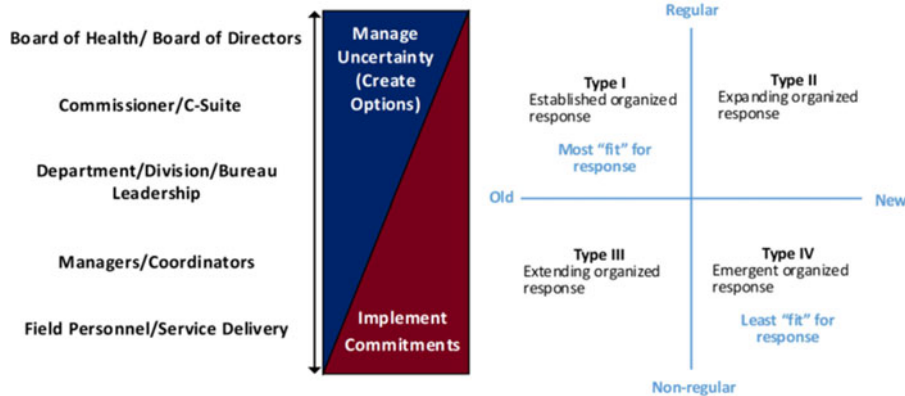 Board of Health/ Board of Directors
Commissioner/C-Suite
Department/Division/Bureau
Leadership
Managers/Coordinators
Field Personnel/Service Delivery
Manage
Uncertainty
(Create
Options)
Implement
Commitments
Regular
Type I
Established organized
response
Most “fit” for
response
Type II
Expanding organized
response
Old
New
Type III
Extending organized
response
Type IV
Emergent organized
response
Least “fit” for
response
Non-regular